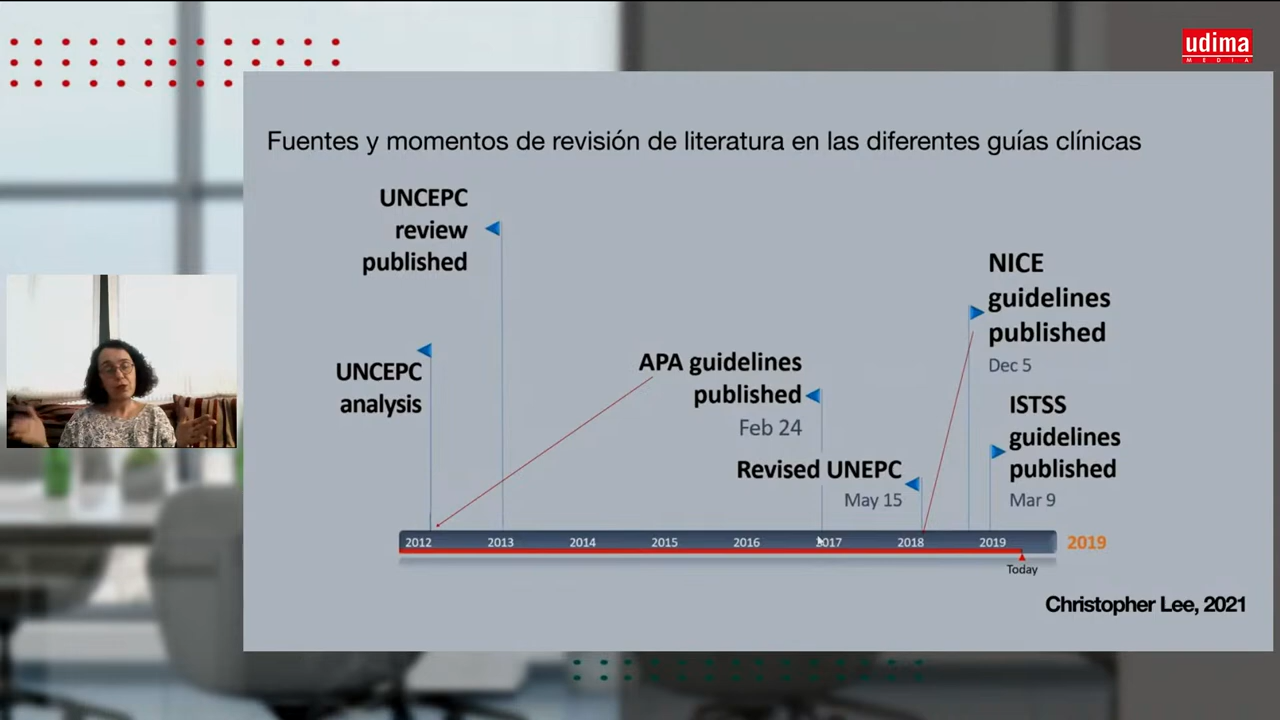 udima
MEDIA
Fuentes y momentos de revisión de literatura en las diferentes guías clínicas
UNCEPC
review
published
UNCEPC
analysis
APA guidelines
published
Feb 24
Revised UNEPC
May 15
NICE
guidelines
published
Dec 5
ISTSS
guidelines
published
Mar 9
2012 2013 2014 2015 2016 2017 2018 2019 2019
Today
Christopher Lee, 2021